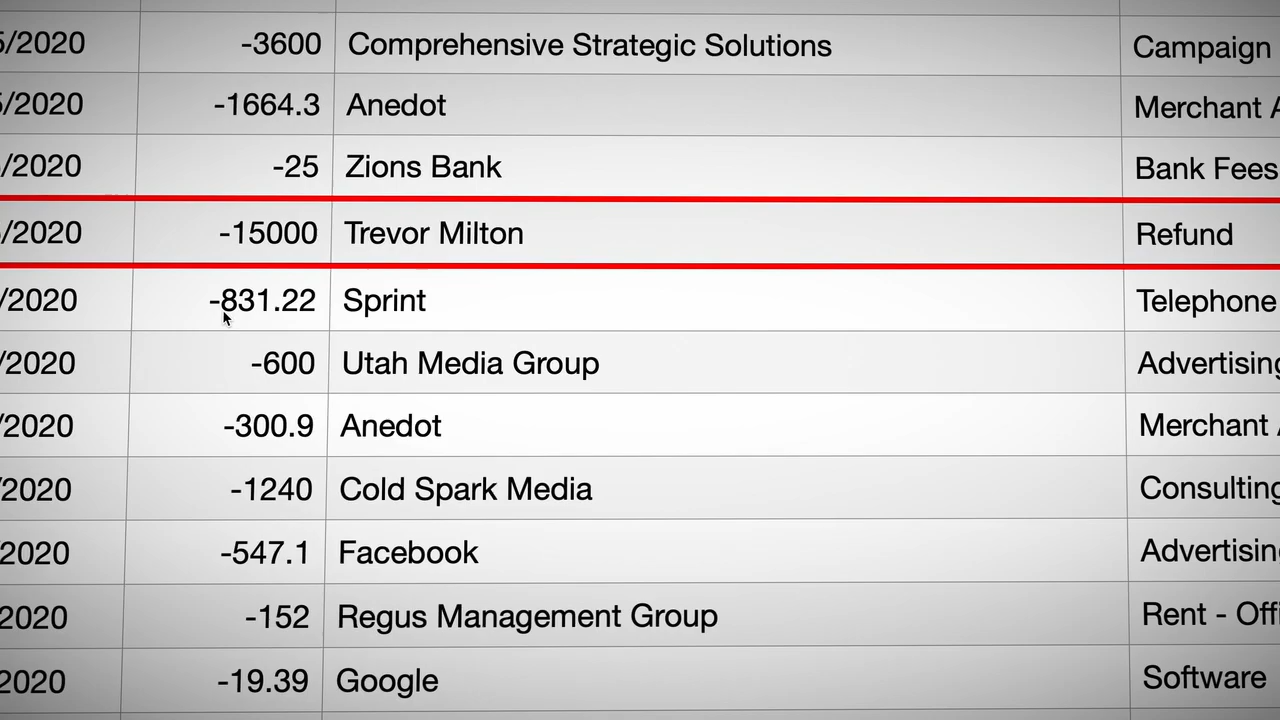 5/2020 -3600 Comprehensive Strategic Solutions Campaign
5/2020 -1664.3 Anedot Merchant
/2020 -25 Zions Bank Bank Fees
/2020 -15000 Trevor Milton Refund
/2020 -831.22 Sprint Telephone
/2020 -600 Utah Media Group Advertising
/2020 -300.9 Anedot Merchant
/2020 -1240 Cold Spark Media Consulting
2020 -547.1 Facebook Advertising
2020 -152 Regus Management Group Rent - Offi
2020 -19.39 Google Software